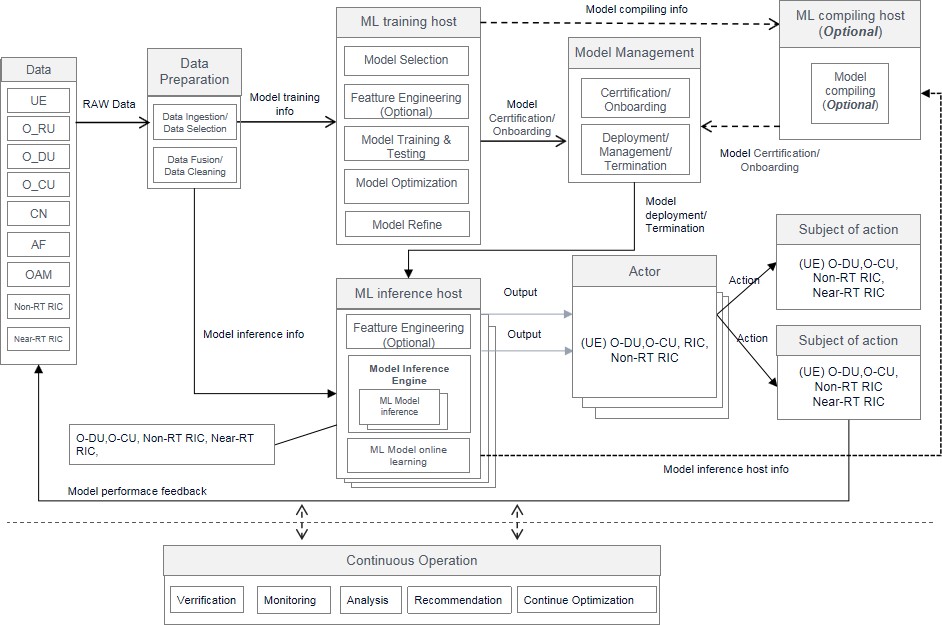 Model compiling info
ML training host
ML compiling host
(Optional)
Model Management
Data
Data
Preparation
Model Selection
Model
compiling
(Optional)
UE
O_RU
O_DU
O_CU
CN
AF
OAM
Non-RT RIC
Near-RT RIC
RAW Data
Data Ingestion/
Data Selection
Data Fusion/
Data Cleaning
Model training
info
Featture Engineering
(Optional)
Model Training &
Testing
Model Optimization
Model Refine
Model
Certification/
Onboarding
Cerrtification/
Onboarding
Deployment/
Management/
Termination
Model Cerrtification/
Onboarding
Model
deployment/
Termination
Subject of action
(UE) O-DU,O-CU,
Non-RT RIC,
Near-RT RIC
Actor
(UE) O-DU,O-CU, RIC,
Non-RT RIC
Action
Action
Subject of action
(UE) O-DU,O-CU,
Non-RT RIC
Near-RT RIC
ML inference host
Output
Output
Featture Engineering
(Optional)
Model Inference
Engine
ML Model
inference
ML Model online
learning
Model inference info
O-DU,O-CU, Non-RT RIC, Near-RT
RIC,
Model inference host info
Model performace feedback
Continuous Operation
Verrification
Monitoring
Analysis
Recommendation
Continue Optimization